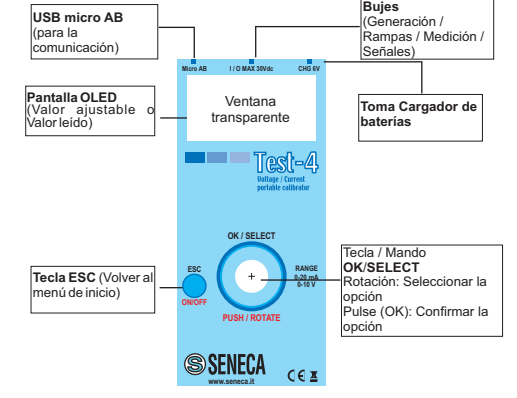 USB micro AB
(para la
comunicación)
Bujes
(Generación /
Rampas / Medición /
Señales)
Micro AB
I / O MAX 30Vdc
CHG 6V
Pantalla OLED
(Valor ajustable o
Valor leído)
Ventana
transparente
Toma Cargador de
baterías
Test-4
Voltage / Current
portable calibrator
OK / SELECT
Tecla ESC (Volver al
menú de inicio)
ESC
ON/OFF
+
RANGE
0-20 mA
0-10 V
PUSH / ROTATE
Tecla / Mando
OK/SELECT
Rotación: Seleccionar la
opción
Pulse (OK): Confirmar la
opción
S SENECA
www.seneca.it
CE